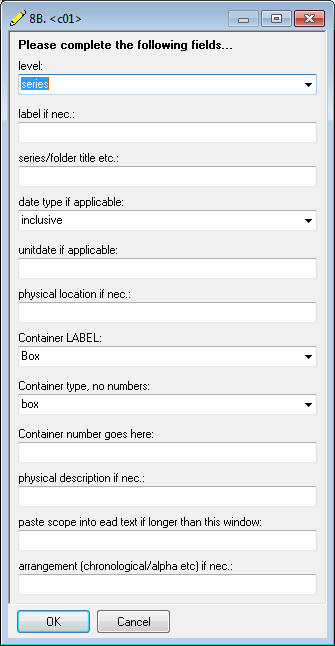 8B. <c01>
Please complete the following fields...
level:
series
label if nec.:
series/folder title etc.:
date type if applicable:
inclusive
unitdate if applicable:
physical location if nec.:
Container LABEL:
Box
Container type, no numbers:
box
Container number goes here:
physical description if nec.:
paste scope into ead text if longer than this window:
arrangement (chronological/alpha etc) if nec.:
OK Cancel